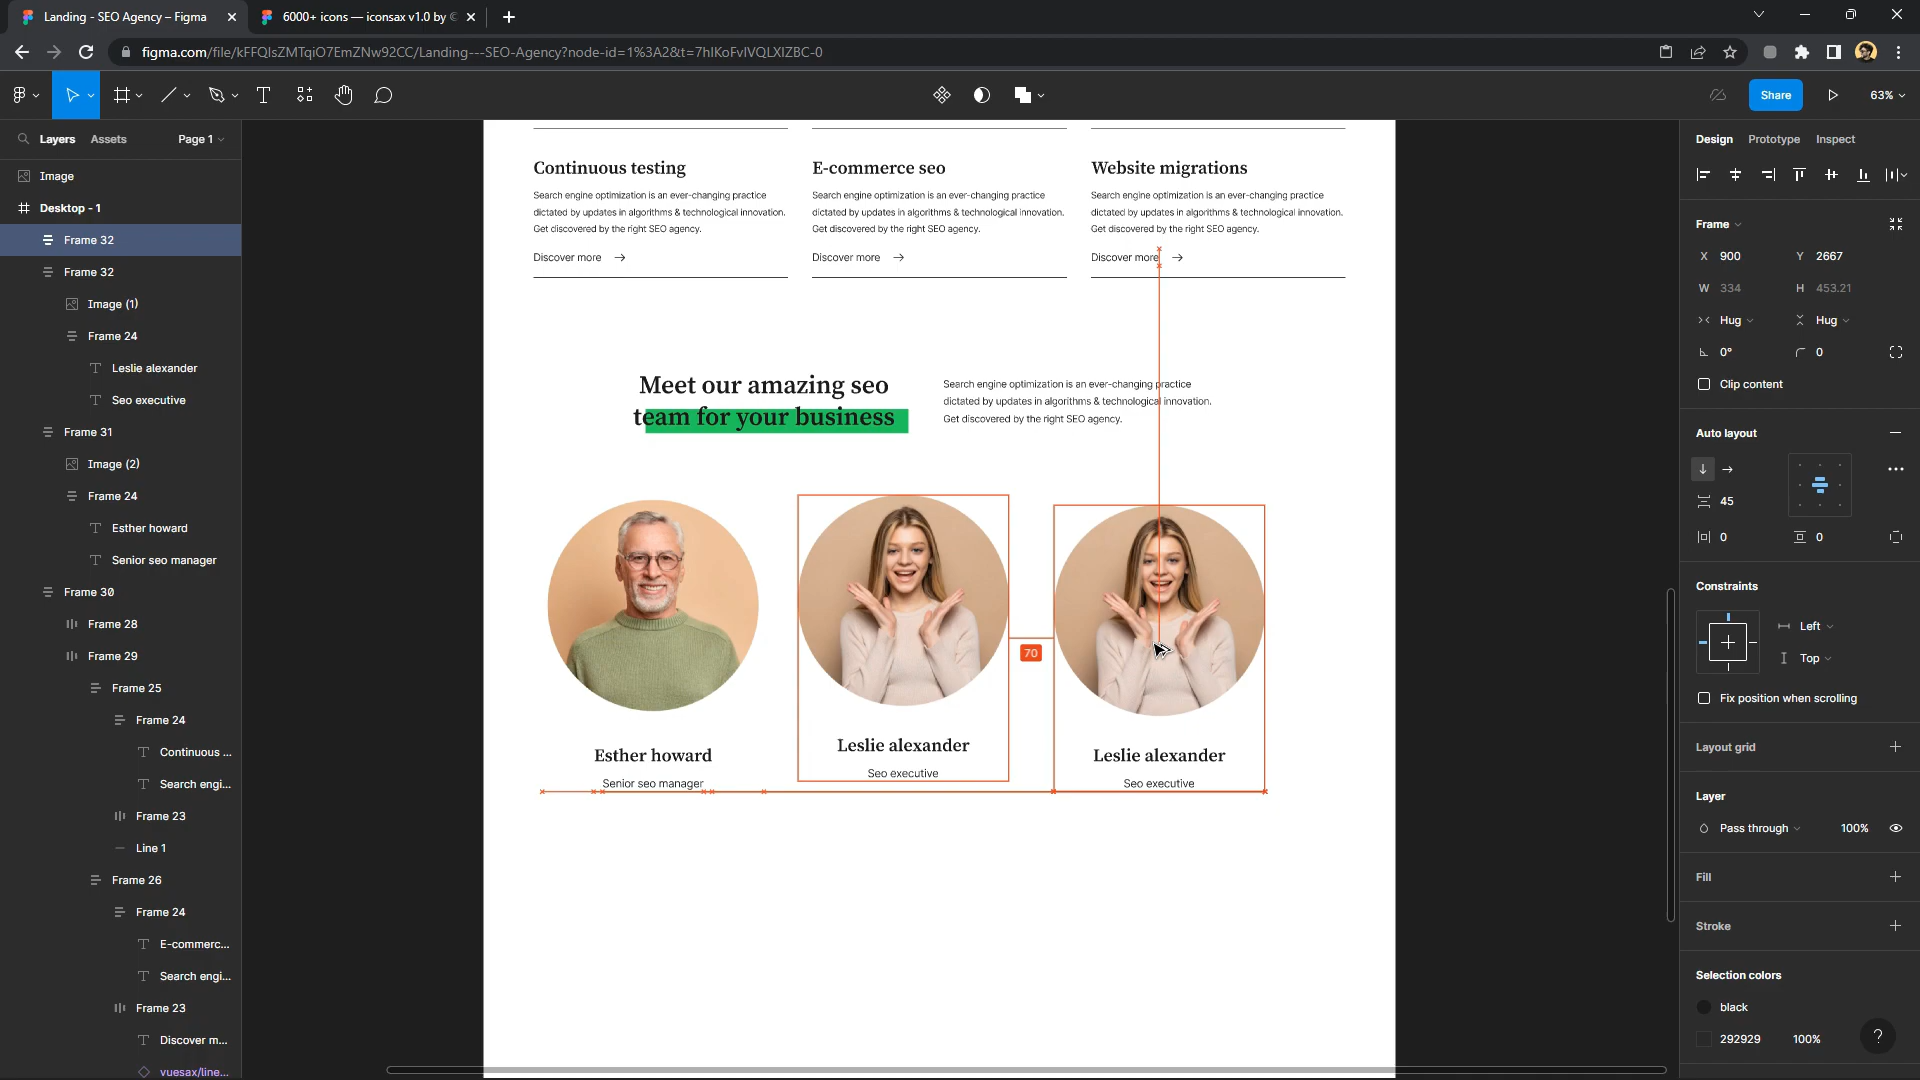 Landing - SEO Agency – Figma
6000+ icons — iconsax v1.0 by ©
figma.com/file/kFFQIsZMTqiO7EmZNw92CC/Landing---SEO-Agency?node-id=1%3A2&t=7hIKoFvIVQLXIZBC-0
Share
63%
Layers
Assets
Page 1
Image
Desktop - 1
Frame 32
Frame 32
Image (1)
Frame 24
Leslie alexander
Seo executive
Frame 31
Image (2)
Frame 24
Esther howard
Senior seo manager
Frame 30
Frame 28
Frame 29
Frame 25
Frame 24
Continuous ...
Search engi...
Frame 23
Line 1
Frame 26
Frame 24
E-commerc...
Search engi...
Frame 23
Discover m...
vuesax/line...
Continuous testing
Search engine optimization is an ever-changing practice
dictated by updates in algorithms & technological innovation.
Get discovered by the right SEO agency.
Discover more
E-commerce seo
Search engine optimization is an ever-changing practice
dictated by updates in algorithms & technological innovation.
Get discovered by the right SEO agency.
Discover more
Website migrations
Search engine optimization is an ever-changing practice
dictated by updates in algorithms & technological innovation.
Get discovered by the right SEO agency.
Discover more
Meet our amazing seo
team for your business
Search engine optimization is an ever-changing practice
dictated by updates in algorithms & technological innovation.
Get discovered by the right SEO agency.
70
Esther howard
Senior seo manager
Leslie alexander
Seo executive
Leslie alexander
Seo executive
Design
Prototype
Inspect
Frame
X 900
Y 2667
W 334
H 453.21
Hug
Hug
0°
0
Clip content
Auto layout
45
0
0
Constraints
Left
Top
Fix position when scrolling
Layout grid
Layer
Pass through
100%
Fill
Stroke
Selection colors
black
292929
100%
?